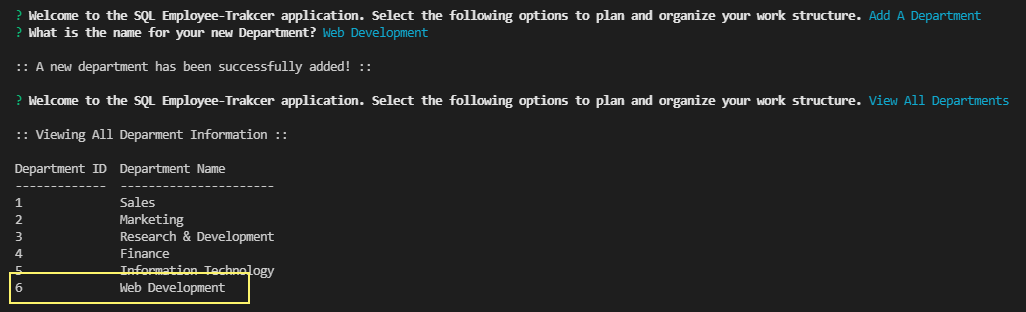 ? Welcome to the SQL Employee-Trakcer application. Select the following options to plan and organize your work structure. Add A Department
? What is the name for your new Department? Web Development
:: A new department has been successfully added! ::
? Welcome to the SQL Employee-Trakcer application. Select the following options to plan and organize your work structure. View All Departments
:: Viewing All Deparment Information ::
Department ID  Department Name
-------------  ----------------------
1              Sales
2              Marketing
3              Research & Development
4              Finance
5              Information Technology
6              Web Development